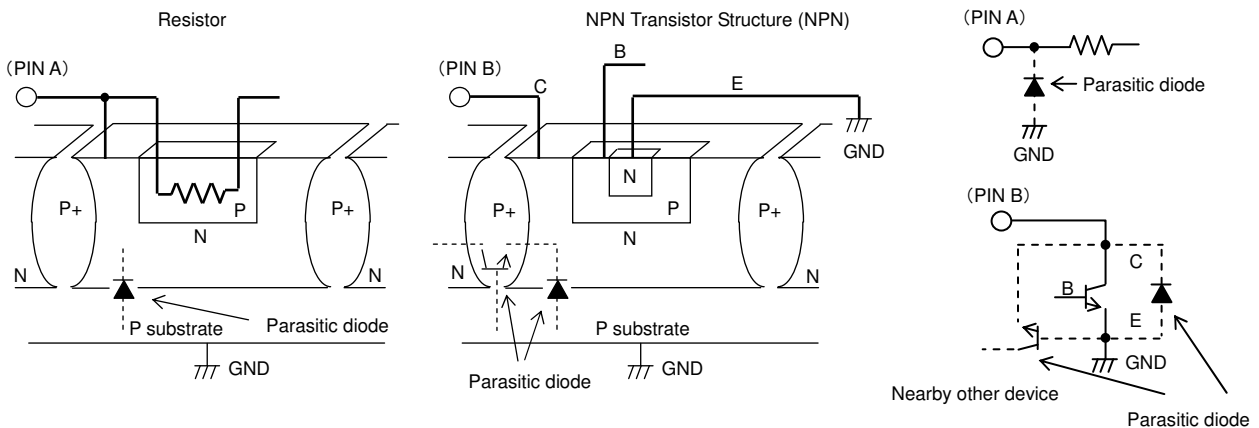 Resistor
(PIN A)
P+
P
N
P+
N
N
P substrate
Parasitic diode
GND
NPN Transistor Structure (NPN)
(PIN B)
C
B
E
GND
N
P+
P
N
P+
N
N
P substrate
GND
Parasitic diode
(PIN A)
Parasitic diode
GND
(PIN B)
C
B
E
GND
Nearby other device
Parasitic diode